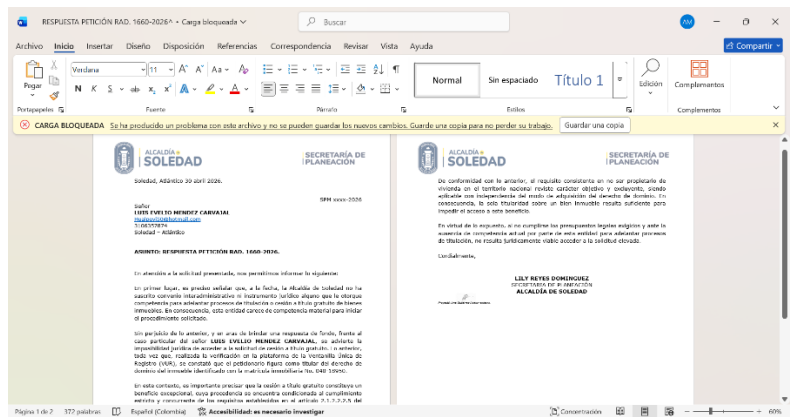 RESPUESTA PETICIÓN RAD. 1660-2026^ • Carga bloqueada
Buscar
AM
Archivo Inicio Insertar Diseño Disposición Referencias Correspondencia Revisar Vista Ayuda
Compartir
Pegar
Verdana 11
N K S
Normal
Sin espaciado
Título 1
Edición
Complementos
Portapapeles Fuente Párrafo Estilos Complementos
CARGA BLOQUEADA Se ha producido un problema con este archivo y no se pueden guardar los nuevos cambios. Guarde una copia para no perder su trabajo. Guardar una copia
ALCALDÍA
SOLEDAD
SECRETARÍA DE
PLANEACIÓN
Soledad, Atlántico 30 abril 2026.
SPM xxxx-2026
Señor
LUIS EVELIO MENDEZ CARVAJAL
3106357874
Soledad – Atlántico
ASUNTO: RESPUESTA PETICIÓN RAD. 1660-2026.
En atención a la solicitud presentada, nos permitimos informar lo siguiente:
En primer lugar, es preciso señalar que, a la fecha, la Alcaldía de Soledad no ha
suscrito convenio interadministrativo ni instrumento jurídico alguno que le otorgue
competencia para adelantar procesos de titulación o cesión a título gratuito de bienes
inmuebles. En consecuencia, esta entidad carece de competencia material para iniciar
el procedimiento solicitado.
Sin perjuicio de lo anterior, y en aras de brindar una respuesta de fondo, frente al
caso particular del señor LUIS EVELIO MENDEZ CARVAJAL, se advierte la
imposibilidad jurídica de acceder a la solicitud de cesión a título gratuito. Lo anterior,
toda vez que, realizada la verificación en la plataforma de la Ventanilla Única de
Registro (VUR), se constató que el peticionario figura como titular del derecho de
dominio del inmueble identificado con la matrícula inmobiliaria No. 040 18950.
En este contexto, es importante precisar que la cesión a título gratuito constituye un
beneficio excepcional, cuya procedencia se encuentra condicionada al cumplimiento
estricto y concurrente de los requisitos establecidos en el artículo 2.1.2.2.2.5 del
ALCALDÍA
SOLEDAD
SECRETARÍA DE
PLANEACIÓN
De conformidad con lo anterior, el requisito consistente en no ser propietario de
vivienda en el territorio nacional reviste carácter objetivo y excluyente, siendo
aplicable con independencia del modo de adquisición del derecho de dominio. En
consecuencia, la sola titularidad sobre un bien inmueble resulta suficiente para
impedir el acceso a este beneficio.
En virtud de lo expuesto, al no cumplirse los presupuestos legales exigidos y ante la
ausencia de competencia actual por parte de esta entidad para adelantar procesos
de titulación, no resulta jurídicamente viable acceder a la solicitud elevada.
Cordialmente,
LILY REYES DOMINGUEZ
SECRETARIA DE PLANEACIÓN
ALCALDÍA DE SOLEDAD
Página 1 de 2 372 palabras Español (Colombia) Accesibilidad: es necesario investigar Concentración 60%